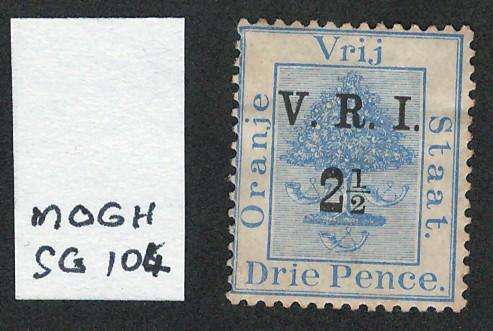 MOGH
SG 104
Vrij
Oranje
V. R. I.
2½
Staat.
Drie Pence.